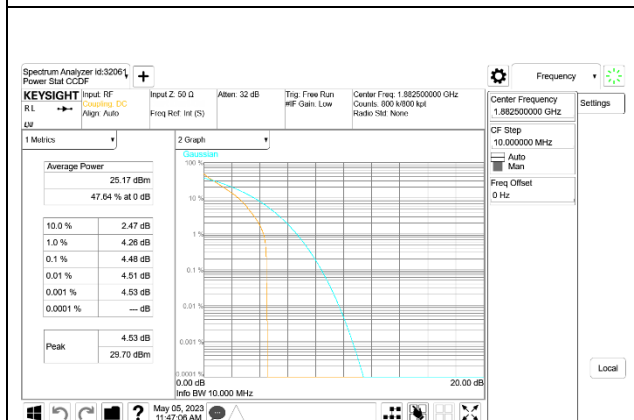 Spectrum Analyzer id:32061
Power Stat CCDF
Frequency
KEYSIGHT
Input: RF
Coupling: DC
Align: Auto
Input Z: 50 Ω
Freq Ref: Int (S)
Atten: 32 dB
Trig: Free Run
#IF Gain: Low
Center Freq: 1.882500000 GHz
Counts: 800 k/800 kpt
Radio Std: None
RL
1 Metrics
2 Graph
Average Power
25.17 dBm
47.64 % at 0 dB
10.0 % 2.47 dB
1.0 % 4.26 dB
0.1 % 4.48 dB
0.01 % 4.51 dB
0.001 % 4.53 dB
0.0001 % --- dB
Peak
4.53 dB
29.70 dBm
Gaussian
100 %
10 %
1 %
0.1 %
0.01 %
0.001 %
0.0001 %
0.00 dB
20.00 dB
Info BW 10.000 MHz
Center Frequency
1.882500000 GHz
CF Step
10.000000 MHz
Auto
Man
Freq Offset
0 Hz
Settings
Local
May 05, 2023
11:47:06 AM